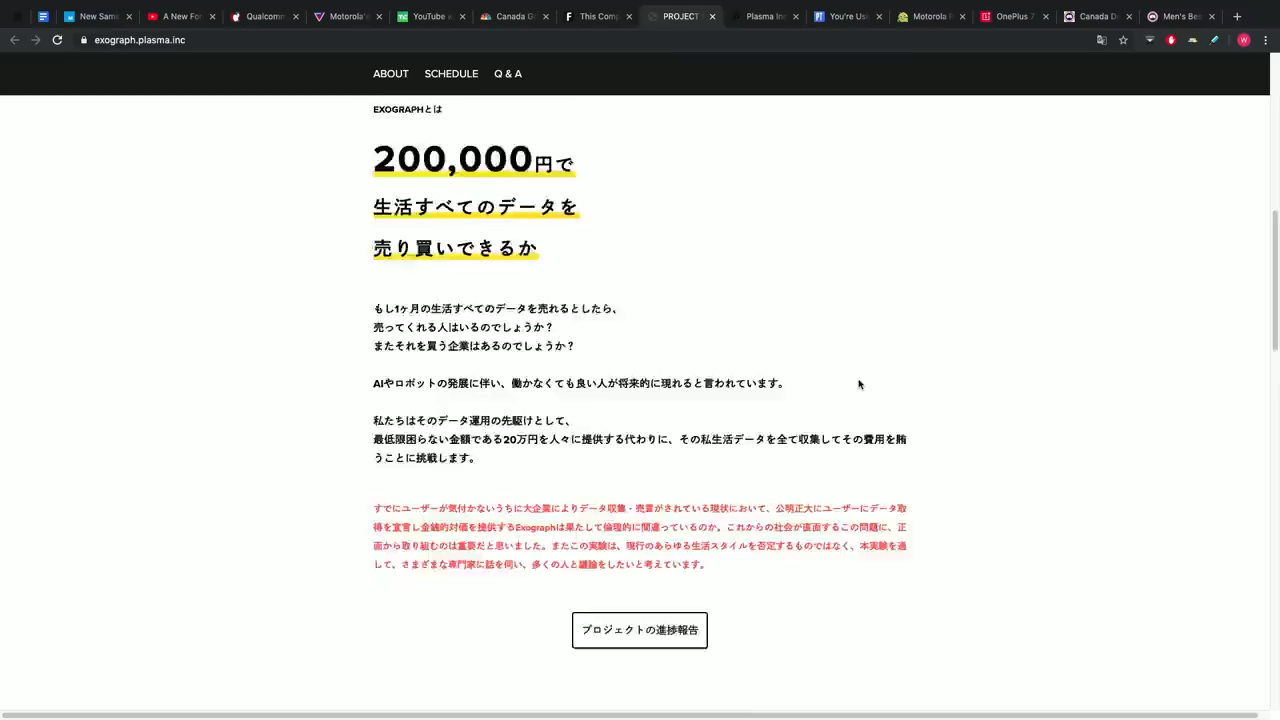 New Same
A New For
Qualcomm
Motorola's
YouTube
Canada G
This Comp
PROJECT
Plasma In
You're Us
Motorola
OnePlus 7
Canada D
Men's Be
exograph.plasma.inc
W
ABOUT SCHEDULE Q & A
EXOGRAPHとは
200,000円で
生活すべてのデータを
売り買いできるか
もし1ヶ月の生活すべてのデータを売れるとしたら、
売ってくれる人はいるのでしょうか？
またそれを買う企業はあるのでしょうか？
AIやロボットの発展に伴い、働かなくても良い人が将来的に現れると言われています。
私たちはそのデータ運用の先駆けとして、
最低限困らない金額である20万円を人々に提供する代わりに、その私生活データを全て収集してその費用を賄
うことに挑戦します。
すでにユーザーが気付かないうちに大企業によりデータ収集・売買がされている現状において、公明正大にユーザーにデータ取
得を宣言し金銭的対価を提供するExographは果たして倫理的に間違っているのか。これからの社会が直面するこの問題に、正
面から取り組むのは重要だと思いました。またこの実験は、現行のあらゆる生活スタイルを否定するものではなく、本実験を通
して、さまざまな専門家に話を伺い、多くの人と議論をしたいと考えています。
プロジェクトの進捗報告